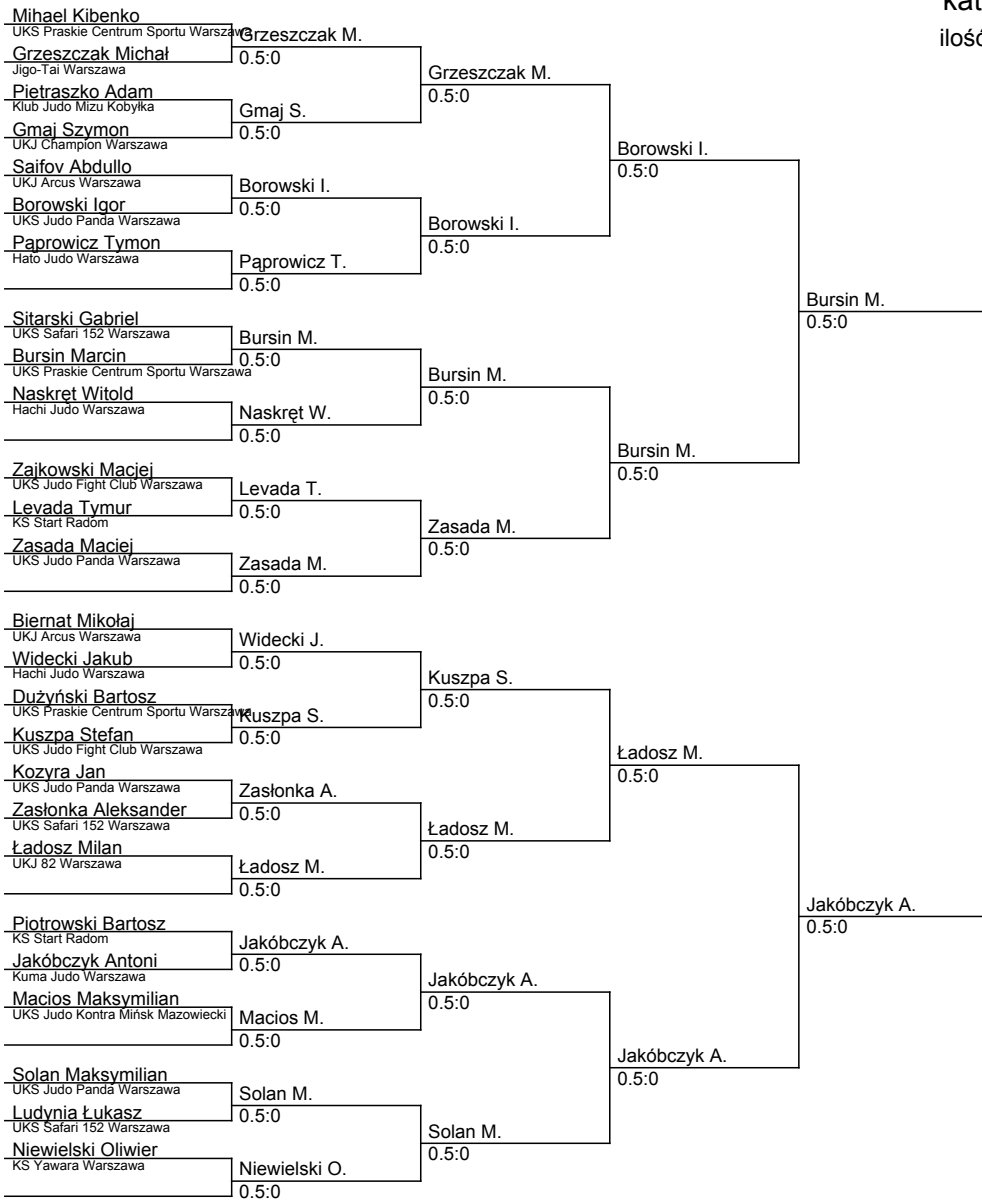 kat
ilość
Mihael Kibenko
UKS Praskie Centrum Sportu Warszawa
Grzeszczak Michał
Jigo-Tai Warszawa
Pietraszko Adam
Klub Judo Mizu Kobyłka
Gmaj Szymon
UKJ Champion Warszawa
Saifov Abdullo
UKJ Arcus Warszawa
Borowski Igor
UKS Judo Panda Warszawa
Pąprowicz Tymon
Hato Judo Warszawa
Sitarski Gabriel
UKS Safari 152 Warszawa
Bursin Marcin
UKS Praskie Centrum Sportu Warszawa
Naskręt Witold
Hachi Judo Warszawa
Zajkowski Maciej
UKS Judo Fight Club Warszawa
Levada Tymur
KS Start Radom
Zasada Maciej
UKS Judo Panda Warszawa
Biernat Mikołaj
UKJ Arcus Warszawa
Widecki Jakub
Hachi Judo Warszawa
Dużyński Bartosz
UKS Praskie Centrum Sportu Warszawa
Kuszpa Stefan
UKS Judo Fight Club Warszawa
Kozyra Jan
UKS Judo Panda Warszawa
Zasłonka Aleksander
UKS Safari 152 Warszawa
Ładosz Milan
UKJ 82 Warszawa
Piotrowski Bartosz
KS Start Radom
Jakóbczyk Antoni
Kuma Judo Warszawa
Macios Maksymilian
UKS Judo Kontra Mińsk Mazowiecki
Solan Maksymilian
UKS Judo Panda Warszawa
Ludynia Łukasz
UKS Safari 152 Warszawa
Niewielski Oliwier
KS Yawara Warszawa
Grzeszczak M.
0.5:0
Gmaj S.
0.5:0
Borowski I.
0.5:0
Pąprowicz T.
0.5:0
Bursin M.
0.5:0
Naskręt W.
0.5:0
Levada T.
0.5:0
Zasada M.
0.5:0
Widecki J.
0.5:0
Kuszpa S.
0.5:0
Zasłonka A.
0.5:0
Ładosz M.
0.5:0
Jakóbczyk A.
0.5:0
Macios M.
0.5:0
Solan M.
0.5:0
Niewielski O.
0.5:0
Grzeszczak M.
0.5:0
Borowski I.
0.5:0
Bursin M.
0.5:0
Zasada M.
0.5:0
Kuszpa S.
0.5:0
Ładosz M.
0.5:0
Jakóbczyk A.
0.5:0
Solan M.
0.5:0
Borowski I.
0.5:0
Bursin M.
0.5:0
Ładosz M.
0.5:0
Jakóbczyk A.
0.5:0
Bursin M.
0.5:0
Jakóbczyk A.
0.5:0